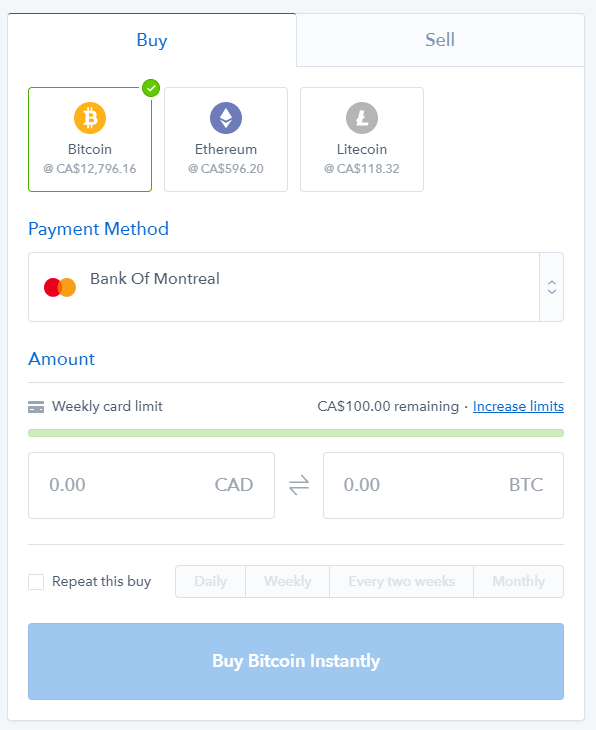 Buy
Sell
Bitcoin
@ CA$12,796.16
Ethereum
@ CA$596.20
Litecoin
@ CA$118.32
Payment Method
Bank Of Montreal
Amount
Weekly card limit
CA$100.00 remaining · Increase limits
0.00 CAD
0.00 BTC
Repeat this buy
Daily
Weekly
Every two weeks
Monthly
Buy Bitcoin Instantly